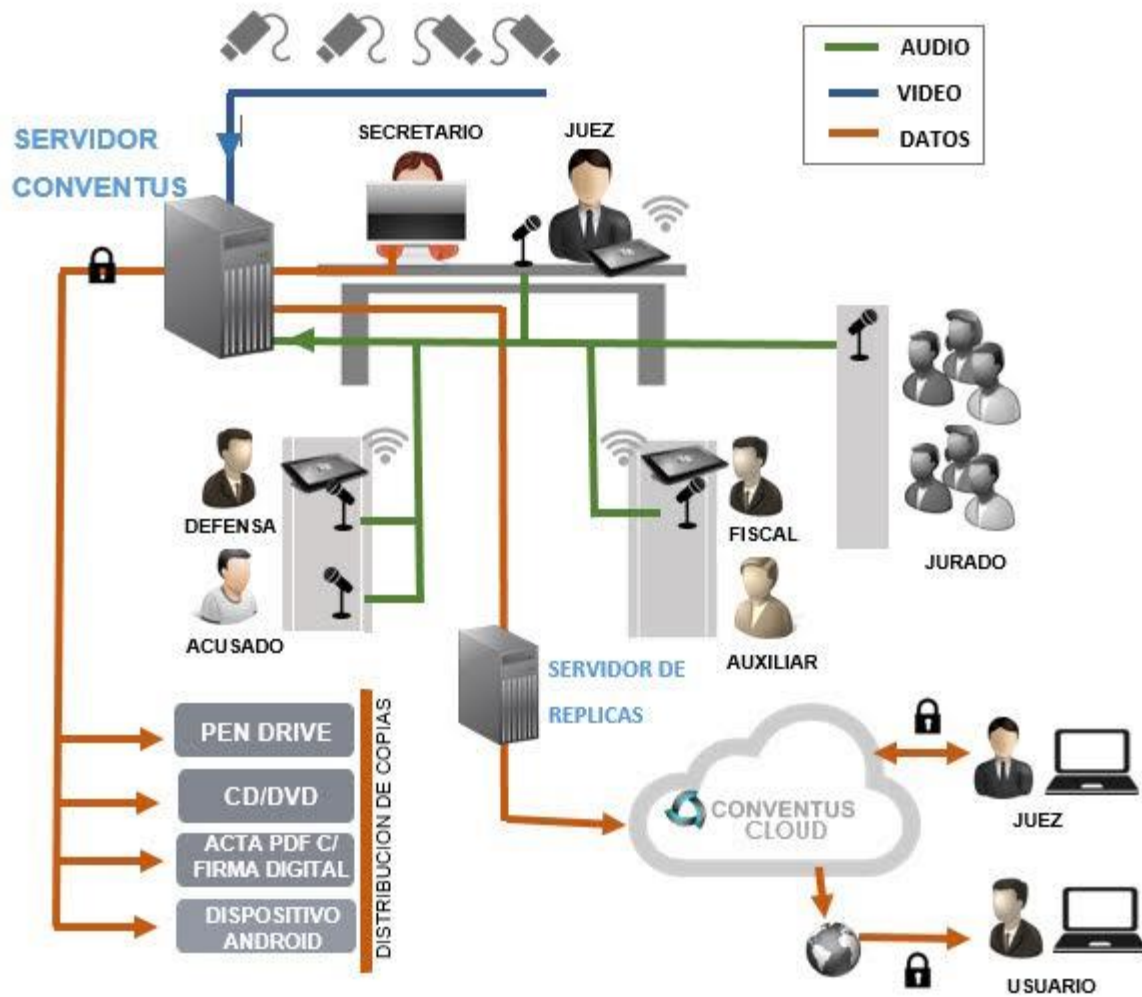 AUDIO
VIDEO
DATOS
SERVIDOR
CONVENTUS
SECRETARIO
JUEZ
DEFENSA
ACUSADO
FISCAL
AUXILIAR
JURADO
SERVIDOR DE
REPLICAS
PEN DRIVE
CD/DVD
ACTA PDF C/
FIRMA DIGITAL
DISPOSITIVO
ANDROID
DISTRIBUCION DE COPIAS
CONVENTUS
CLOUD
JUEZ
USUARIO